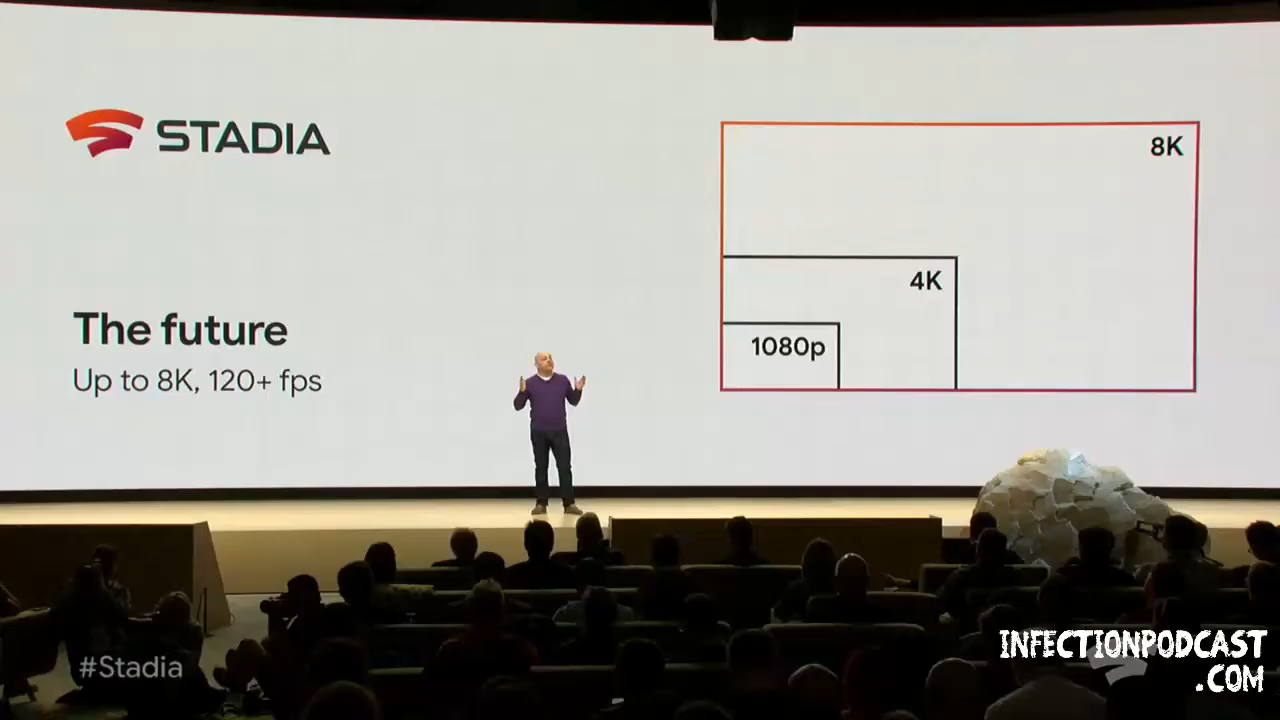 STADIA
8K
4K
1080p
The future
Up to 8K, 120+ fps
#Stadia
INFECTIONPODCAST
.COM